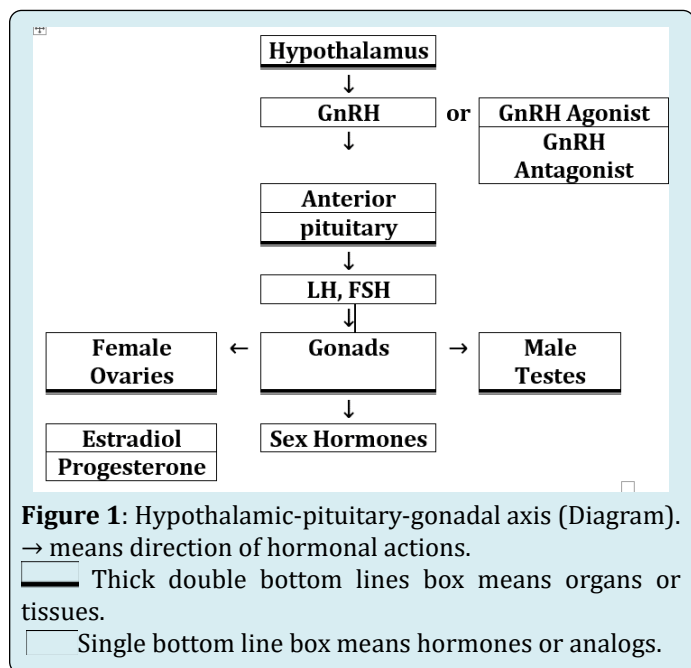 Hypothalamus
↓
GnRH or GnRH Agonist
↓ GnRH
Antagonist
Anterior
pituitary
↓
LH, FSH
↓
Female ← Gonads → Male
Ovaries Testes
↓
Estradiol Sex Hormones
Progesterone
Figure 1: Hypothalamic-pituitary-gonadal axis (Diagram).
→ means direction of hormonal actions.
Thick double bottom lines box means organs or
tissues.
Single bottom line box means hormones or analogs.